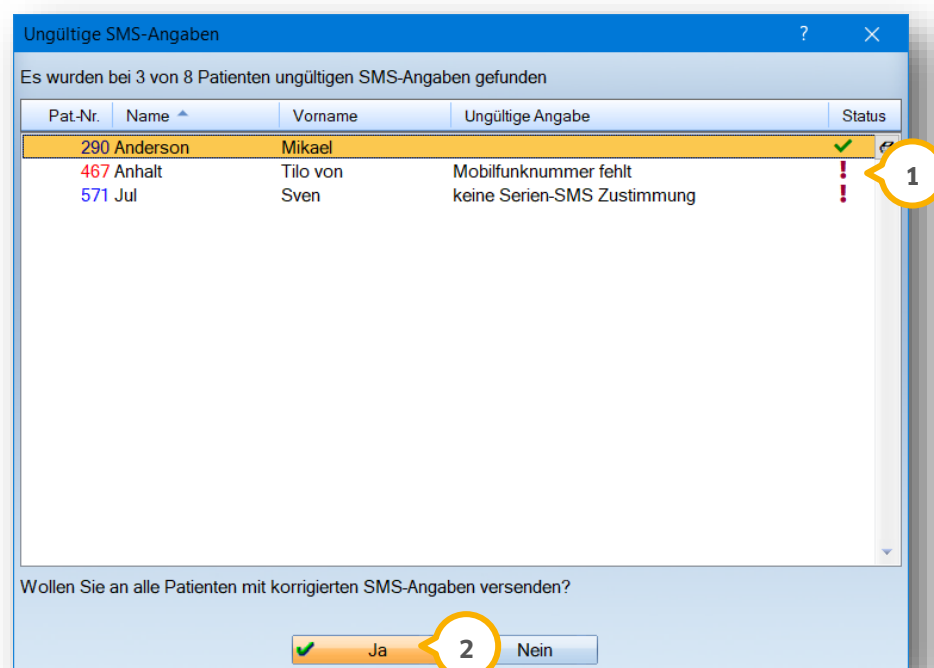 Ungültige SMS-Angaben ?
Es wurden bei 3 von 8 Patienten ungültigen SMS-Angaben gefunden
Pat.-Nr. Name Vorname Ungültige Angabe Status
290 Anderson Mikael
467 Anhalt Tilo von Mobilfunknummer fehlt !
571 Jul Sven keine Serien-SMS Zustimmung !
1
Wollen Sie an alle Patienten mit korrigierten SMS-Angaben versenden?
Ja 2 Nein